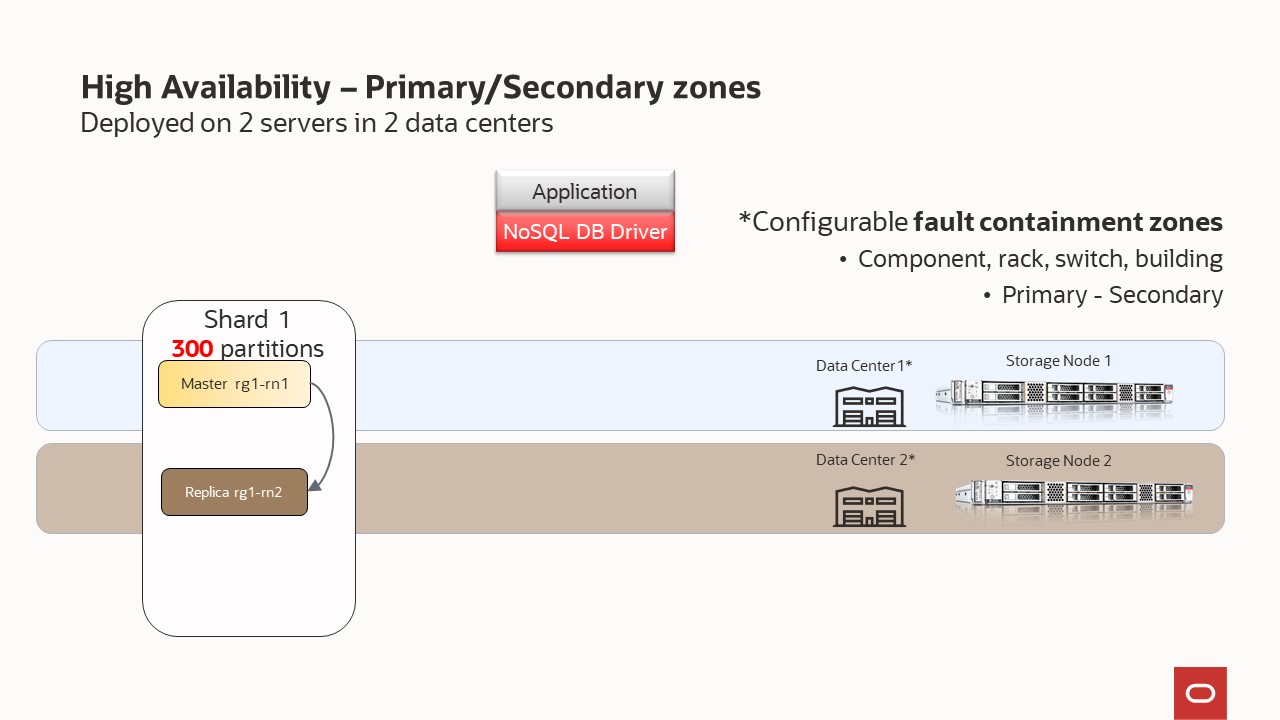 High Availability – Primary/Secondary zones
Deployed on 2 servers in 2 data centers
Application
NoSQL DB Driver
*Configurable fault containment zones
• Component, rack, switch, building
• Primary - Secondary
Shard 1
300 partitions
Master rg1-rn1
Data Center1*
Storage Node 1
Replica rg1-rn2
Data Center 2*
Storage Node 2